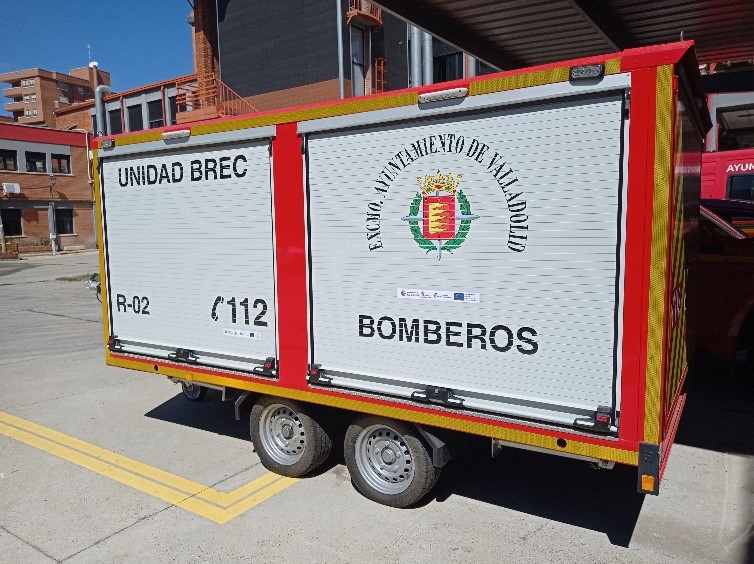 UNIDAD BREC
R-02
112
EXCMO. AYUNTAMIENTO DE VALLADOLID
BOMBEROS
AYUN